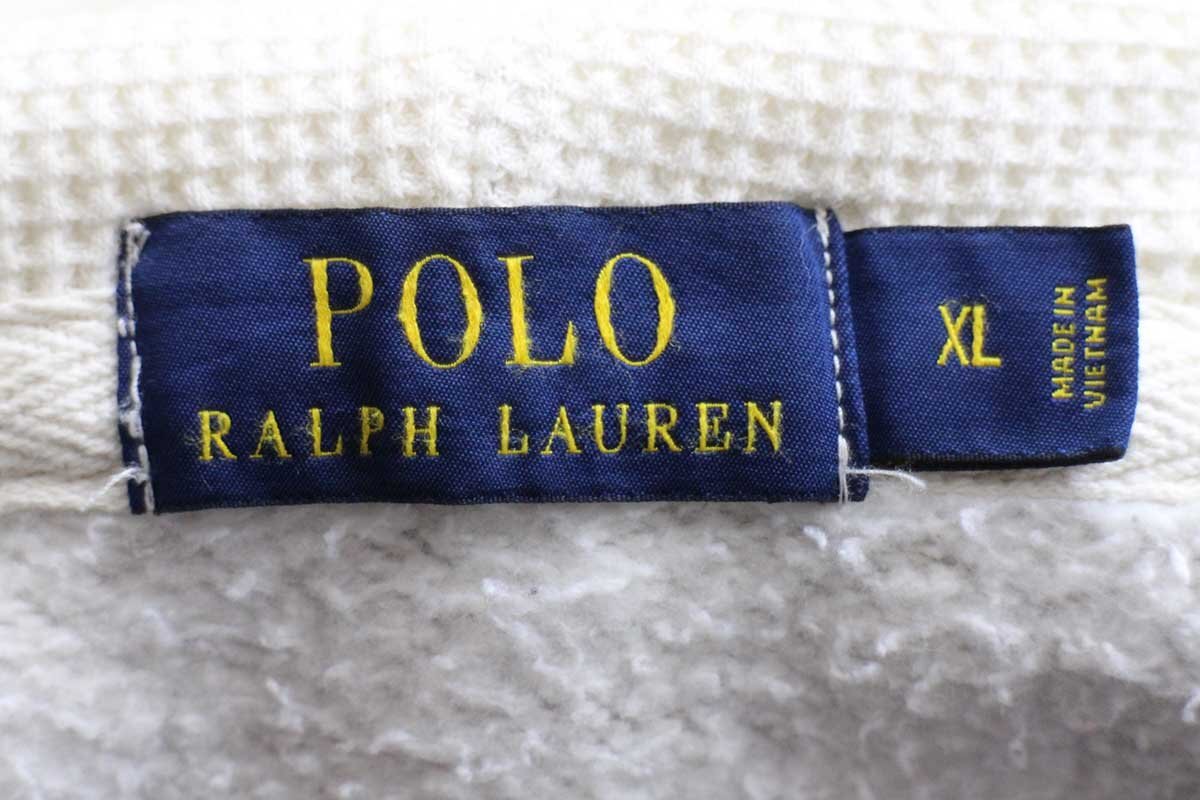 POLO
RALPH LAUREN
XL
MADE IN
VIETNAM